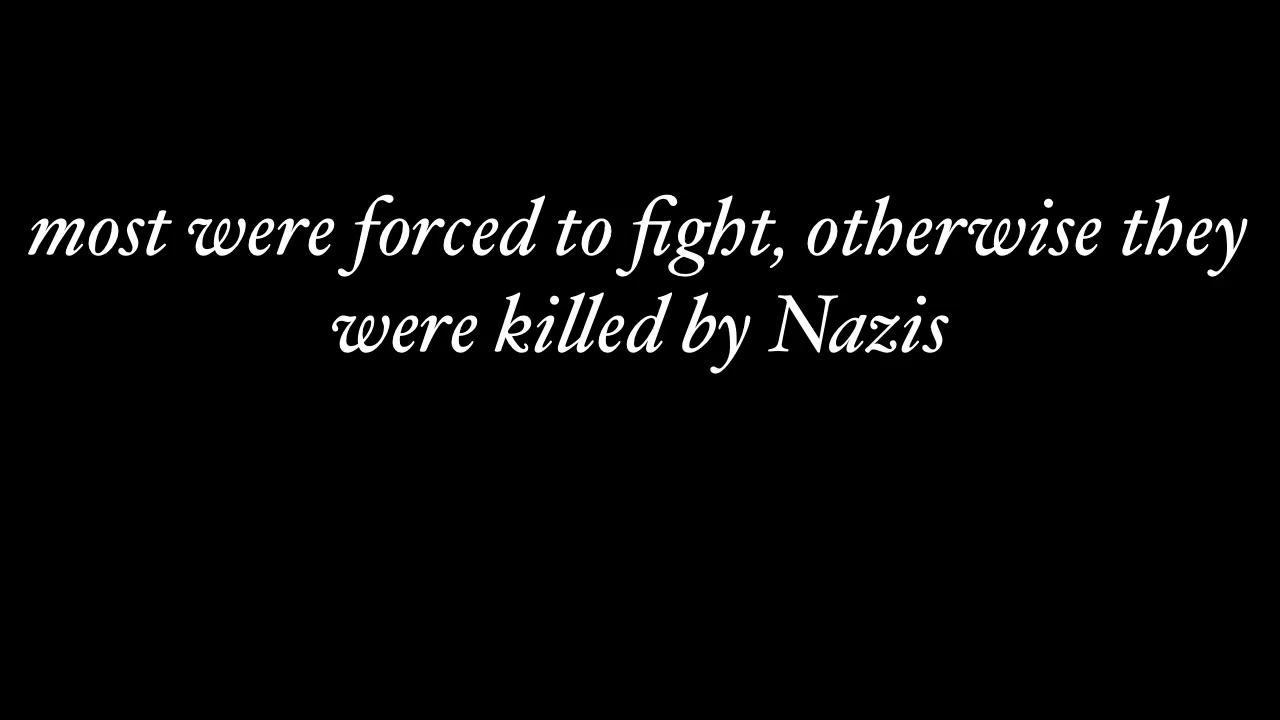 most were forced to fight, otherwise they
were killed by Nazis